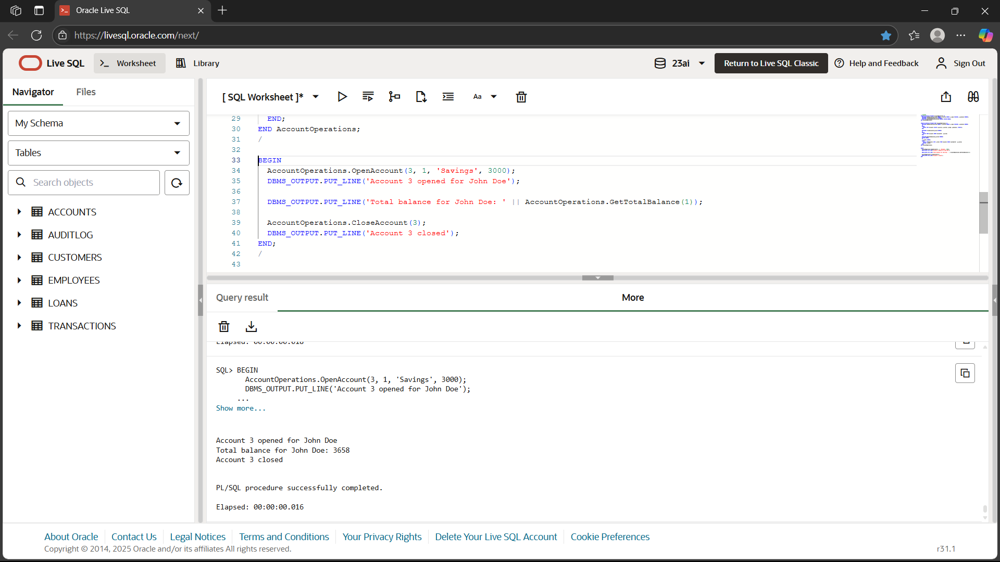 Oracle Live SQL
https://livesql.oracle.com/next/
Live SQL
>_ Worksheet
Library
23ai
Return to Live SQL Classic
Help and Feedback
Sign Out
Navigator
Files
My Schema
Tables
Search objects
ACCOUNTS
AUDITLOG
CUSTOMERS
EMPLOYEES
LOANS
TRANSACTIONS
[ SQL Worksheet ]*
Aa
29 END;
30 END AccountOperations;
31 /
32
33 BEGIN
34 AccountOperations.OpenAccount(3, 1, 'Savings', 3000);
35 DBMS_OUTPUT.PUT_LINE('Account 3 opened for John Doe');
36
37 DBMS_OUTPUT.PUT_LINE('Total balance for John Doe: ' || AccountOperations.GetTotalBalance(1));
38
39 AccountOperations.CloseAccount(3);
40 DBMS_OUTPUT.PUT_LINE('Account 3 closed');
41 END;
42 /
43
Query result
More
Elapsed: 00:00:00.018
SQL> BEGIN
AccountOperations.OpenAccount(3, 1, 'Savings', 3000);
DBMS_OUTPUT.PUT_LINE('Account 3 opened for John Doe');
...
Show more...
Account 3 opened for John Doe
Total balance for John Doe: 3658
Account 3 closed
PL/SQL procedure successfully completed.
Elapsed: 00:00:00.016
About Oracle
Contact Us
Legal Notices
Terms and Conditions
Your Privacy Rights
Delete Your Live SQL Account
Cookie Preferences
Copyright © 2014, 2025 Oracle and/or its affiliates All rights reserved.
r31.1